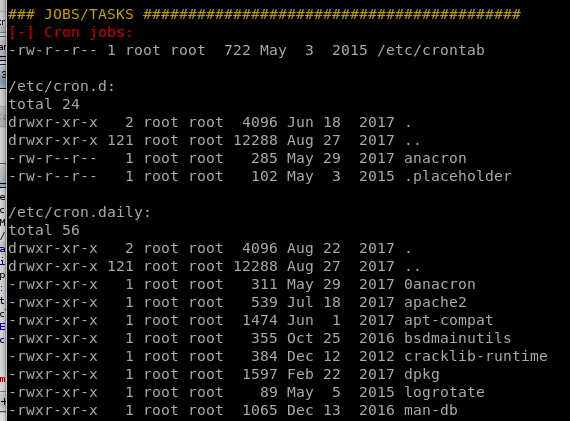 ### JOBS/TASKS ##########################################
[-] Cron jobs:
-rw-r--r-- 1 root root  722 May  3  2015 /etc/crontab

/etc/cron.d:
total 24
drwxr-xr-x   2 root root  4096 Jun 18  2017 .
drwxr-xr-x 121 root root 12288 Aug 27  2017 ..
-rw-r--r--   1 root root   285 May 29  2017 anacron
-rw-r--r--   1 root root   102 May  3  2015 .placeholder

/etc/cron.daily:
total 56
drwxr-xr-x   2 root root  4096 Aug 22  2017 .
drwxr-xr-x 121 root root 12288 Aug 27  2017 ..
-rwxr-xr-x   1 root root   311 May 29  2017 0anacron
-rwxr-xr-x   1 root root   539 Jul 18  2017 apache2
-rwxr-xr-x   1 root root  1474 Jun  1  2017 apt-compat
-rwxr-xr-x   1 root root   355 Oct 25  2016 bsdmainutils
-rwxr-xr-x   1 root root   384 Dec 12  2012 cracklib-runtime
-rwxr-xr-x   1 root root  1597 Feb 22  2017 dpkg
-rwxr-xr-x   1 root root    89 May  5  2015 logrotate
-rwxr-xr-x   1 root root  1065 Dec 13  2016 man-db